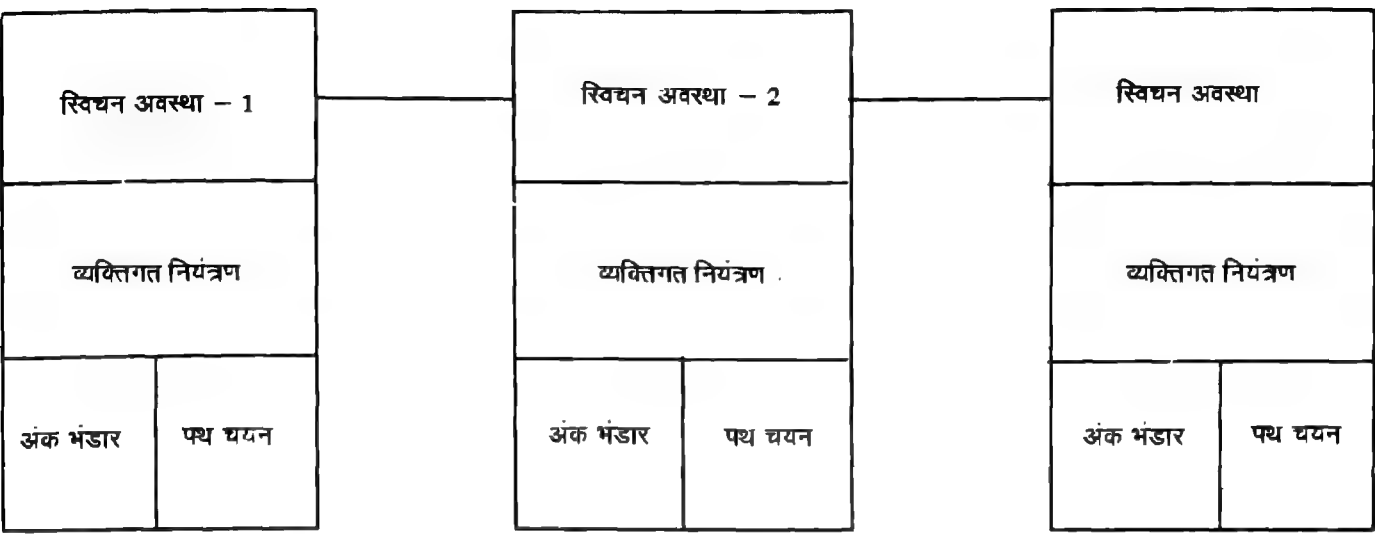 स्विचन अवस्था – 1
स्विचन अवस्था – 2
स्विचन अवस्था
व्यक्तिगत नियंत्रण
व्यक्तिगत नियंत्रण
व्यक्तिगत नियंत्रण
अंक भंडार
पथ चयन
अंक भंडार
पथ चयन
अंक भंडार
पथ चयन